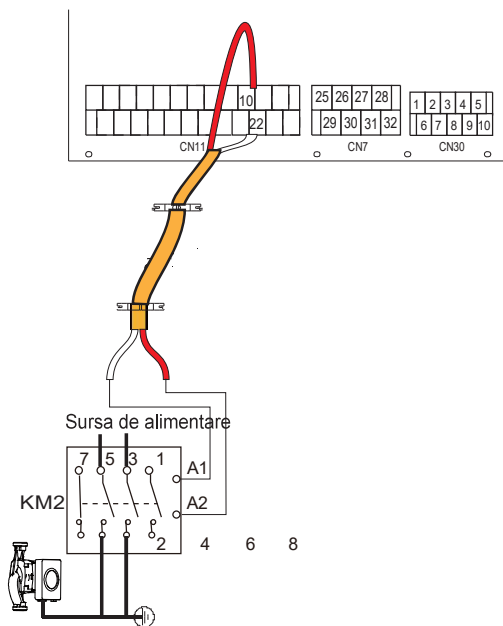 10
22
CN11
25 26 27 28
29 30 31 32
CN7
1 2 3 4 5
6 7 8 9 10
CN30
Sursa de alimentare
7 5 3 1
A1
KM2
A2
2 4 6 8